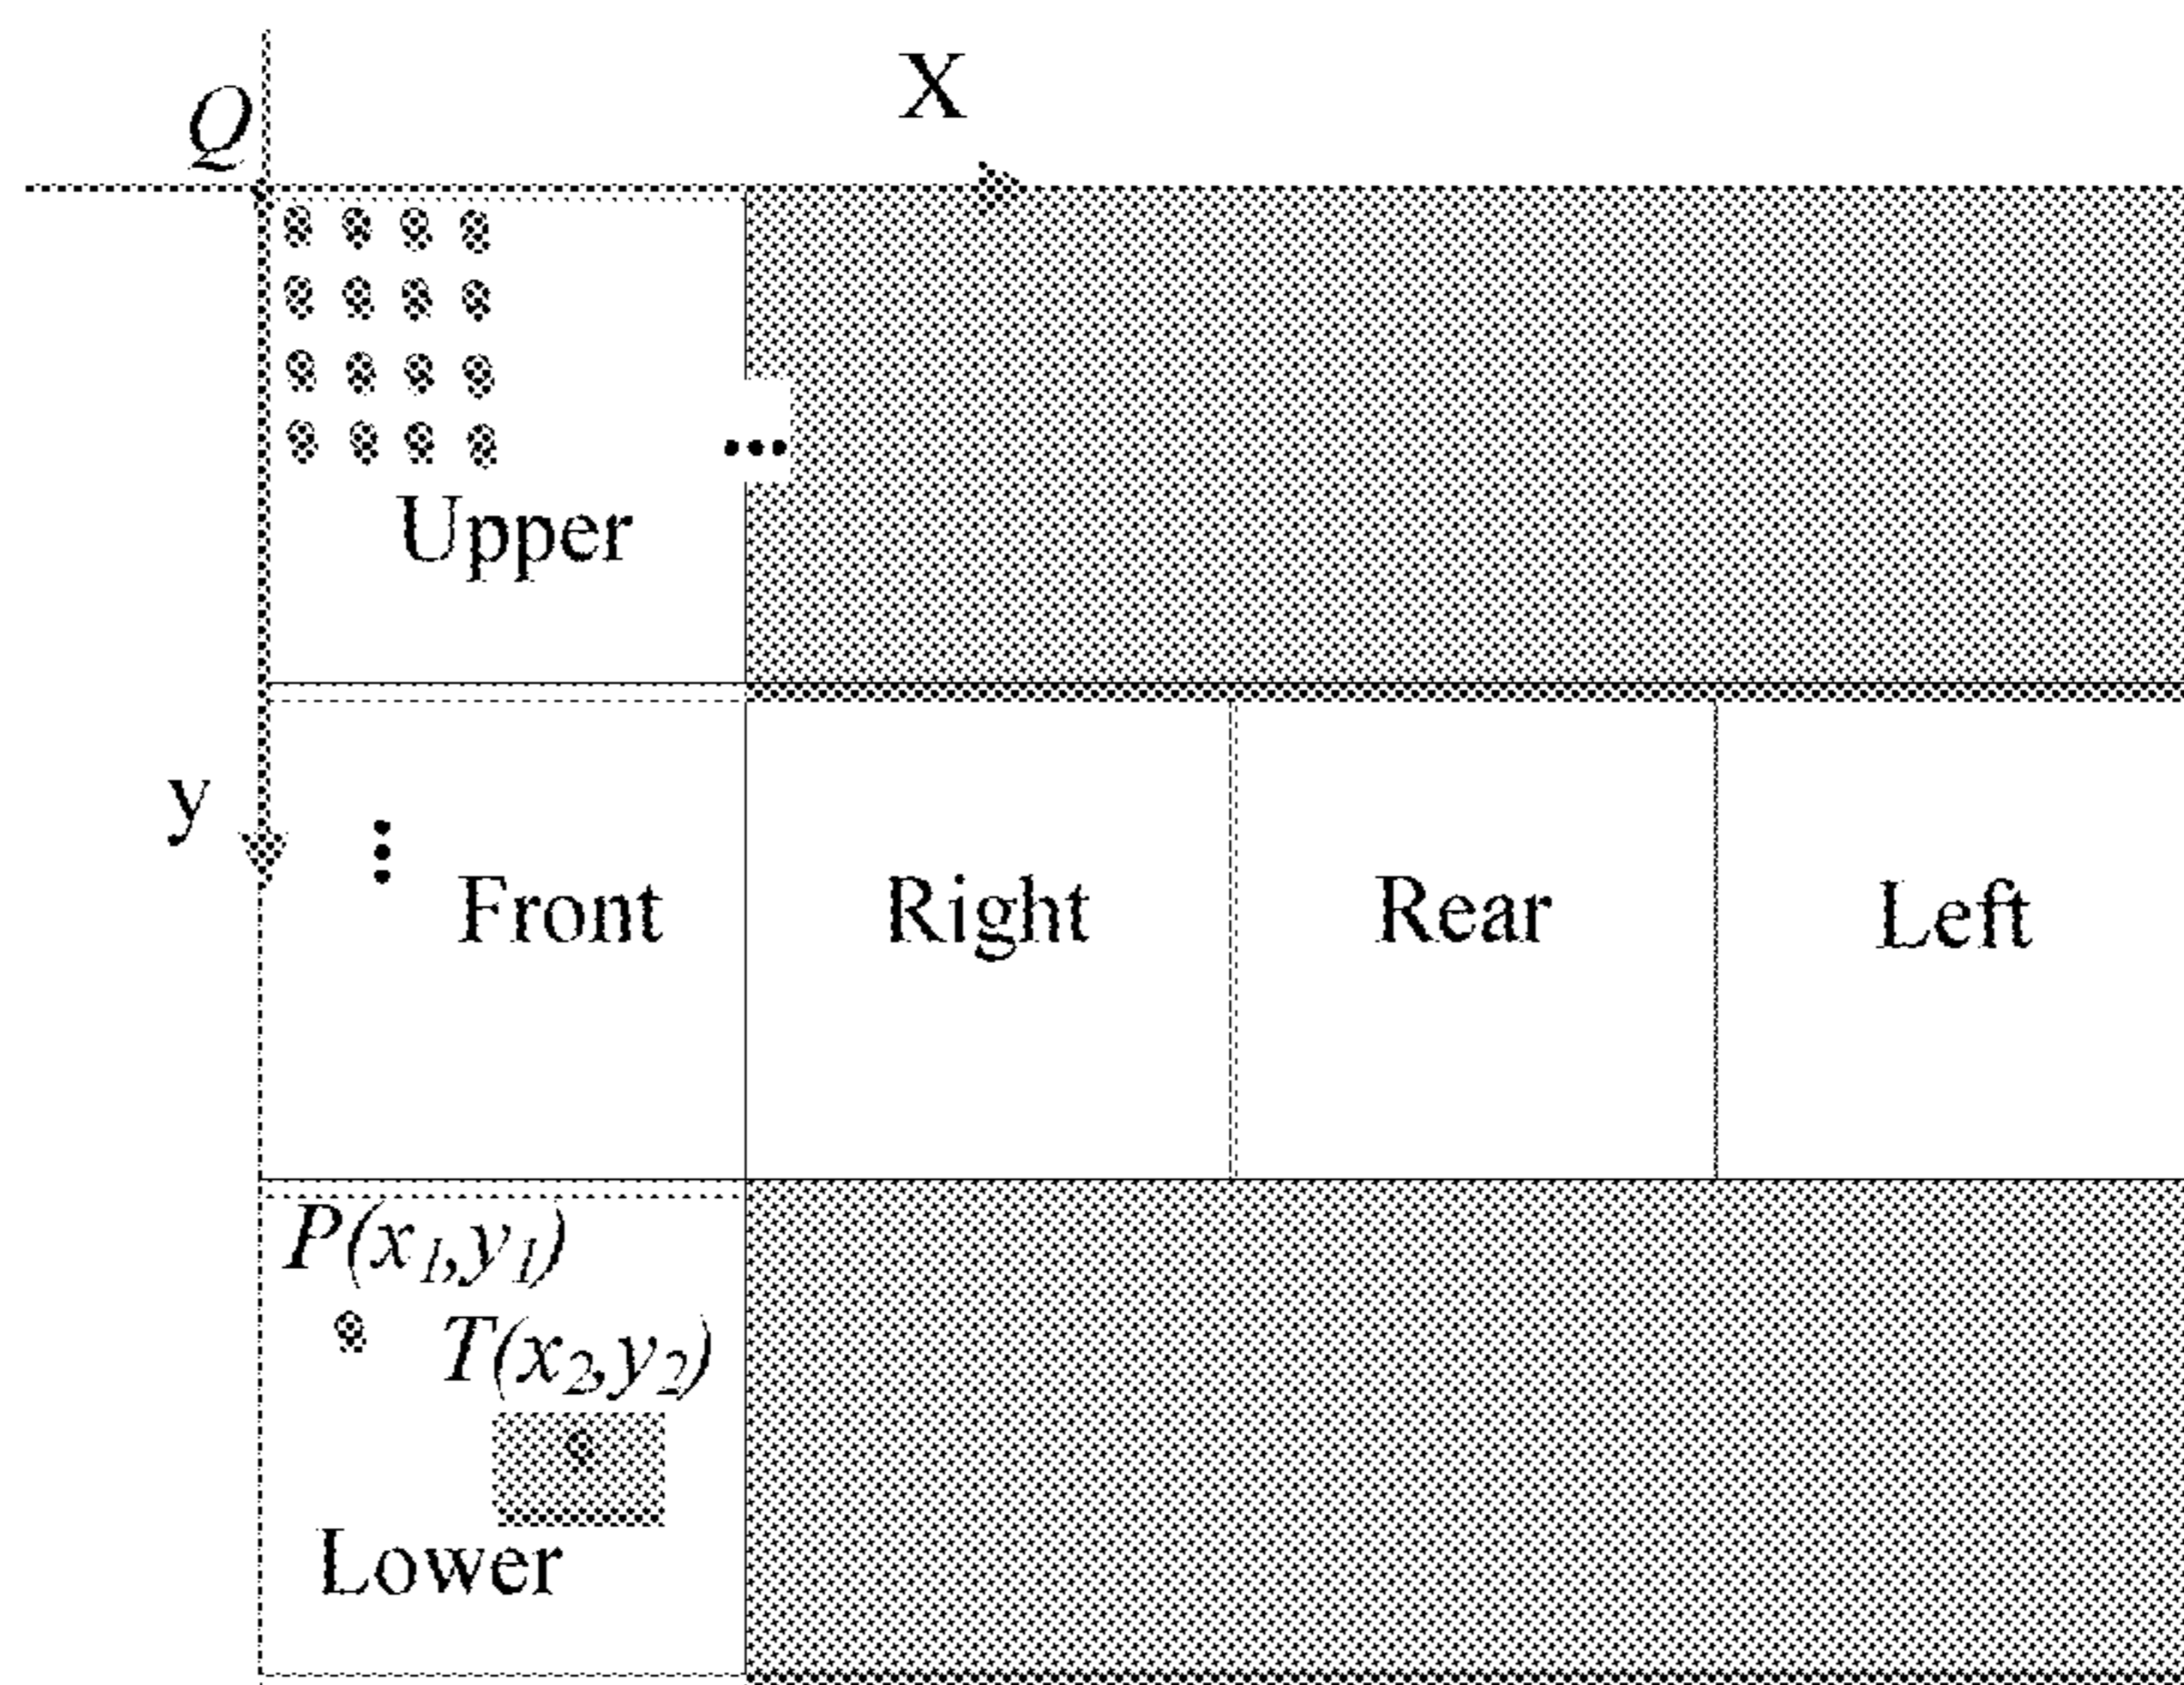 Q
X
...
Upper
y
Front Right Rear Left
P(x1,y1)
T(x2,y2)
Lower